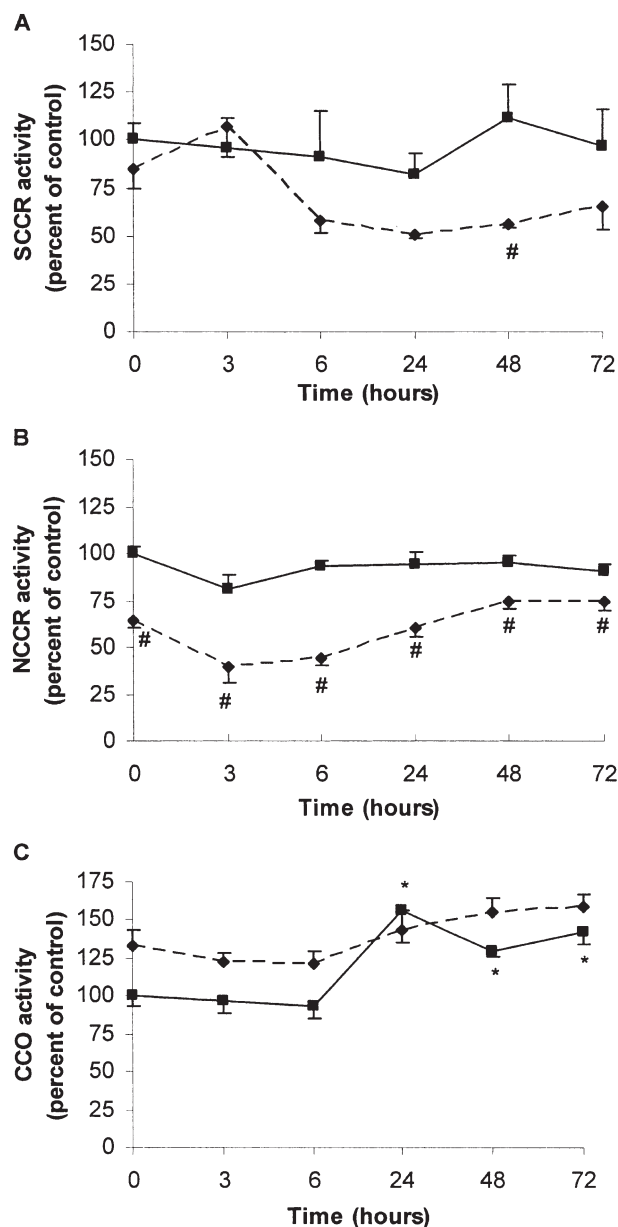 A
SCCR activity
(percent of control)
150
125
100
75
50
25
0
#
0 3 6 24 48 72
Time (hours)
B
NCCR activity
(percent of control)
150
125
100
75
50
25
0
# # # # # #
0 3 6 24 48 72
Time (hours)
C
CCO activity
(percent of control)
175
150
125
100
75
50
25
0
* * *
0 3 6 24 48 72
Time (hours)